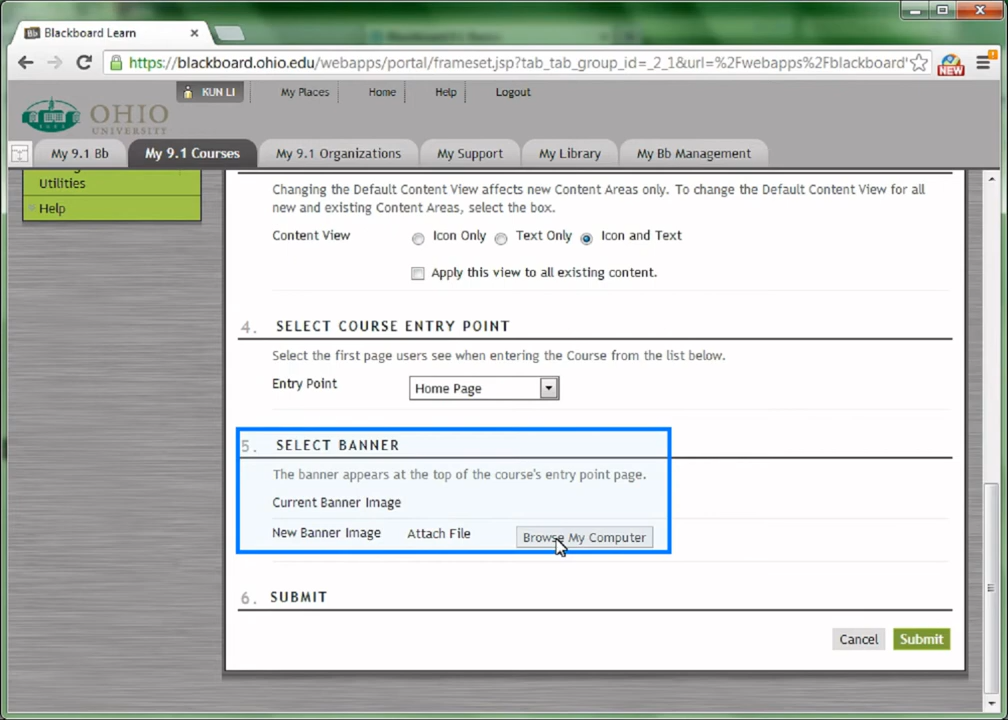 Blackboard Learn
https://blackboard.ohio.edu/webapps/portal/frameset.jsp?tab_tab_group_id=_2_1&url=%2Fwebapps%2Fblackboard
NEW
KUN LI My Places Home Help Logout
OHIO
UNIVERSITY
My 9.1 Bb My 9.1 Courses My 9.1 Organizations My Support My Library My Bb Management
Utilities
Help
Changing the Default Content View affects new Content Areas only. To change the Default Content View for all
new and existing Content Areas, select the box.
Content View Icon Only Text Only Icon and Text
Apply this view to all existing content.
4. SELECT COURSE ENTRY POINT
Select the first page users see when entering the Course from the list below.
Entry Point Home Page
5. SELECT BANNER
The banner appears at the top of the course's entry point page.
Current Banner Image
New Banner Image Attach File Browse My Computer
6. SUBMIT
Cancel Submit